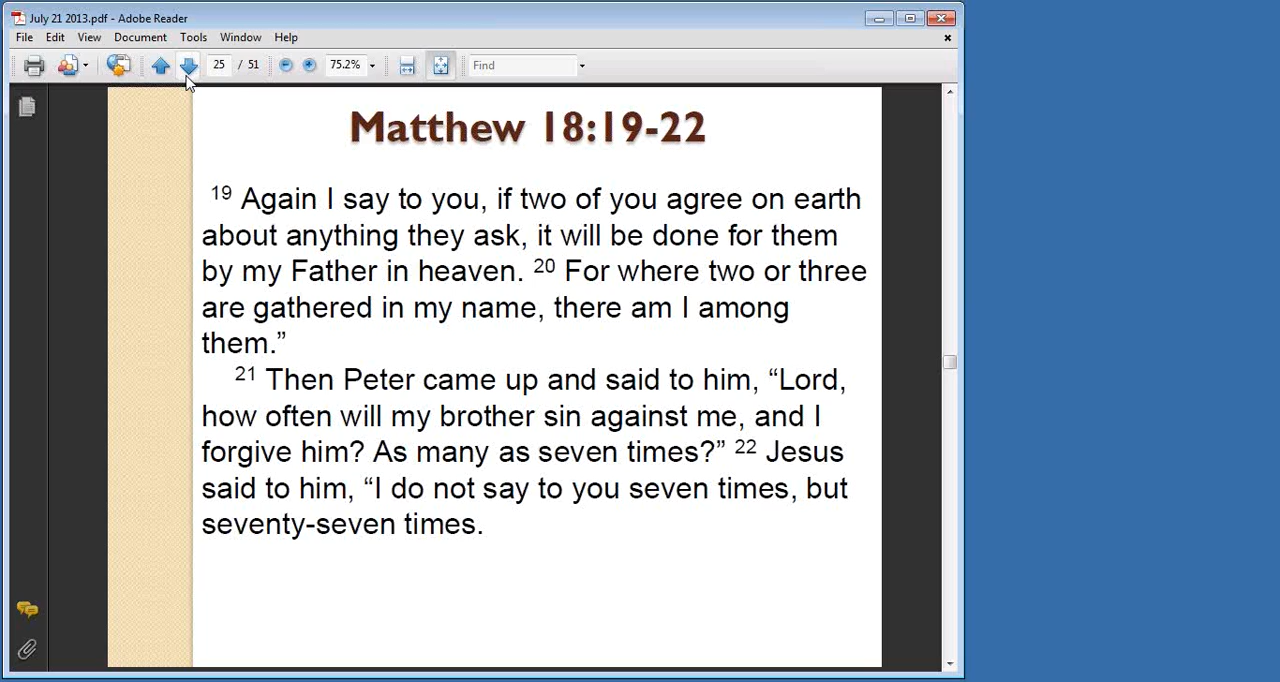 July 21 2013.pdf - Adobe Reader
File Edit View Document Tools Window Help
25 / 51 75.2% Find
Matthew 18:19-22
19 Again I say to you, if two of you agree on earth
about anything they ask, it will be done for them
by my Father in heaven. 20 For where two or three
are gathered in my name, there am I among
them.”
21 Then Peter came up and said to him, “Lord,
how often will my brother sin against me, and I
forgive him? As many as seven times?” 22 Jesus
said to him, “I do not say to you seven times, but
seventy-seven times.